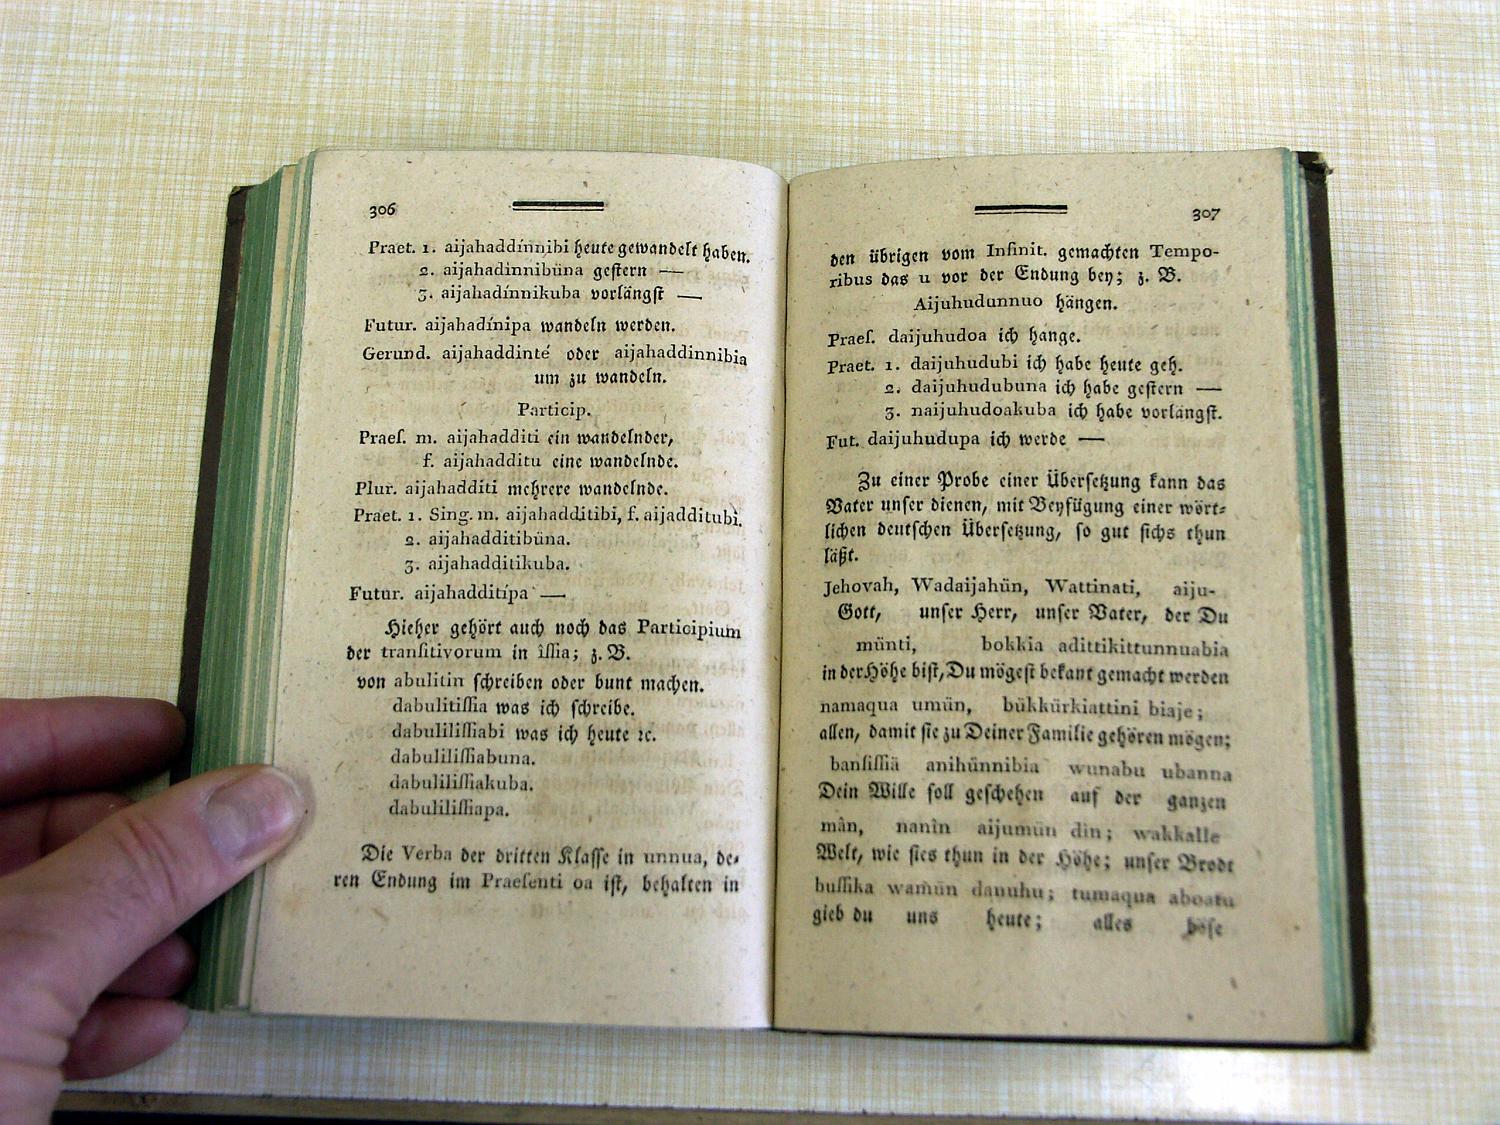 306
Praet. 1. aijahaddínnibi heute gewandelt haben.
2. aijahadinnibüna gestern —
3. aijahadínnikuba vorlängst —
Futur. aijahadínipa wandeln werden.
Gerund. aijahaddinté oder aijahaddinnibia
um zu wandeln.
Particip.
Praeſ. m. aijahadditi ein wandelnder,
f. aijahadditu eine wandelnde.
Plur. aijahadditi mehrere wandelnde.
Praet. 1. Sing. m. aijahadditibi, f. aijadditubi.
2. aijahadditibüna.
3. aijahadditikuba.
Futur. aijahadditípa —
Hieher gehört auch noch das Participium
der tranſitivorum in iſſia; z. B.
von abulitin ſchreiben oder bunt machen.
dabulitiſſia was ich ſchreibe.
dabuliliſſiabi was ich heute ꝛc.
dabuliliſſiabuna.
dabuliliſſiakuba.
dabuliliſſiapa.
Die Verba der dritten Klaſſe in unnua, de-
ren Endung im Praeſenti oa iſt, behalten in
307
den übrigen vom Infinit. gemachten Tempo-
ribus das u vor der Endung bey; z. B.
Aijuhudunnuo hängen.
Praeſ. daijuhudoa ich hange.
Praet. 1. daijuhudubi ich habe heute geh.
2. daijuhudubuna ich habe geſtern —
3. naijuhudoakuba ich habe vorlängſt.
Fut. daijuhudupa ich werde —
Zu einer Probe einer Überſetzung kann das
Vater unſer dienen, mit Beyfügung einer wört-
lichen deutſchen Überſetzung, ſo gut ſichs thun
läßt.
Jehovah, Wadaijahün, Wattinati, aiju-
Gott, unſer Herr, unſer Vater, der Du
münti, bokkia adittikittunnuabia
in der Höhe biſt, Du mögeſt bekant gemacht werden
namaqua umün, bükkürkiattini biaje;
allen, damit ſie zu Deiner Familie gehören mögen;
banſiſſiä anihünnibia wunabu ubanna
Dein Wille ſoll geſchehen auf der ganzen
mân, nanin aijumün din; wakkalle
Welt, wie ſies thun in der Höhe; unſer Brodt
buſſika wamün danuhu; tumaqua aboatu
gieb du uns heute; alles böſe